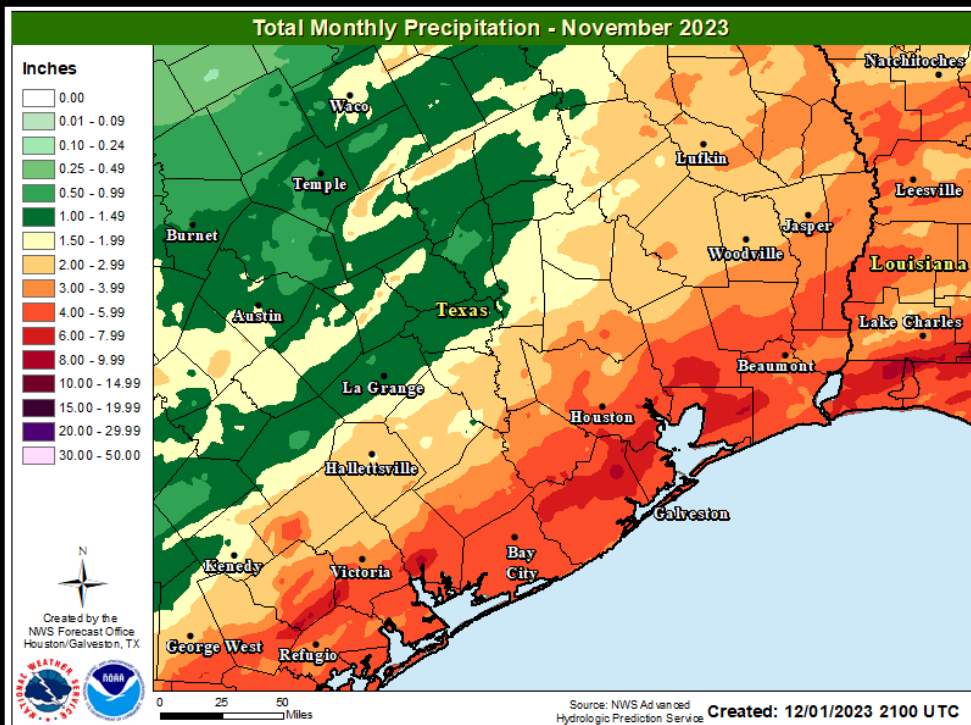 Total Monthly Precipitation - November 2023
Inches
0.00
0.01 - 0.09
0.10 - 0.24
0.25 - 0.49
0.50 - 0.99
1.00 - 1.49
1.50 - 1.99
2.00 - 2.99
3.00 - 3.99
4.00 - 5.99
6.00 - 7.99
8.00 - 9.99
10.00 - 14.99
15.00 - 19.99
20.00 - 29.99
30.00 - 50.00
Natchitoches
Waco
Lufkin
Temple
Leesville
Jasper
Burnet
Woodville
Louisiana
Texas
Austin
Lake Charles
Beaumont
La Grange
Houston
Hallettsville
Galveston
Bay
City
Kenedy
Victoria
George West
Refugio
N
Created by the
NWS Forecast Office
Houston/Galveston, TX
NATIONAL WEATHER SERVICE
NOAA
0 25 50
Miles
Source: NWS Advanced
Hydrologic Prediction Service
Created: 12/01/2023 2100 UTC